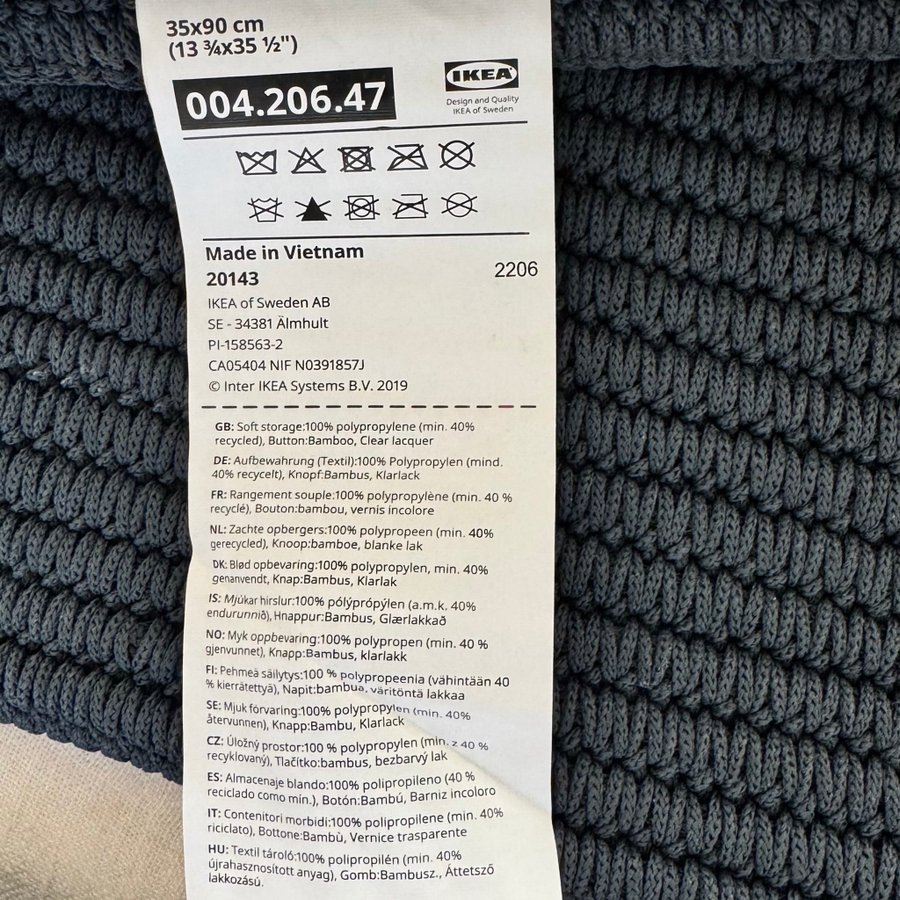 35x90 cm
(13 ¾x35 ½")
004.206.47
IKEA
Design and Quality
IKEA of Sweden
Made in Vietnam
20143
2206
IKEA of Sweden AB
SE - 34381 Älmhult
PI-158563-2
CA05404 NIF N0391857J
© Inter IKEA Systems B.V. 2019
GB: Soft storage:100% polypropylene (min. 40%
recycled), Button:Bamboo, Clear lacquer
DE: Aufbewahrung (Textil):100% Polypropylen (mind.
40% recycelt), Knopf:Bambus, Klarlack
FR: Rangement souple:100% polypropylène (min. 40 %
recyclé), Bouton:bambou, vernis incolore
NL: Zachte opbergers:100% polypropeen (min. 40%
gerecycled), Knoop:bamboe, blanke lak
DK: Blød opbevaring:100% polypropylen, min. 40%
genanvendt, Knap:Bambus, Klarlak
IS: Mjúkar hirslur:100% pólýprópýlen (a.m.k. 40%
endurunnið), Hnappur:Bambus, Glærlakkað
NO: Myk oppbevaring:100% polypropen (min. 40 %
gjenvunnet), Knapp:Bambus, klarlakk
FI: Pehmeä säilytys:100 % polypropeenia (vähintään 40
% kierrätettyä), Napit:bambua, väritöntä lakkaa
SE: Mjuk förvaring:100% polypropylen (min. 40%
återvunnen), Knapp:Bambu, Klarlack
CZ: Úložný prostor:100 % polypropylen (min. z 40 %
recyklovaný), Tlačítko:bambus, bezbarvý lak
ES: Almacenaje blando:100% polipropileno (40 %
reciclado como mín.), Botón:Bambú, Barniz incoloro
IT: Contenitori morbidi:100% polipropilene (min. 40%
riciclato), Bottone:Bambù, Vernice trasparente
HU: Textil tároló:100% polipropilén (min. 40%
újrahasznosított anyag), Gomb:Bambusz., Áttetsző
lakkozású.